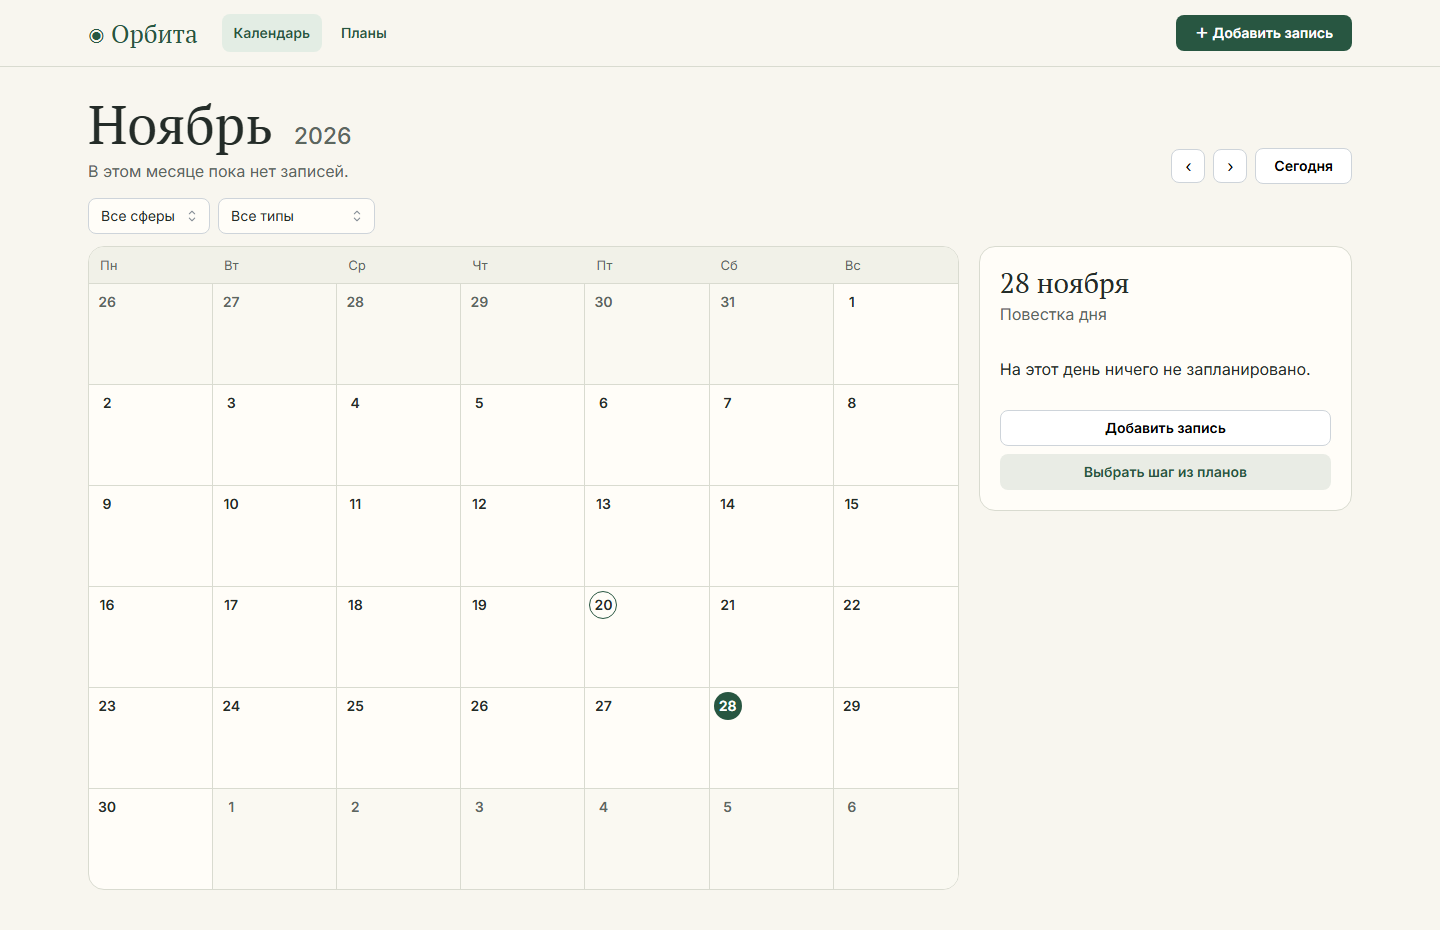 ◉ Орбита Календарь Планы + Добавить запись
Ноябрь 2026
В этом месяце пока нет записей.
‹ › Сегодня
Все сферы Все типы
Пн Вт Ср Чт Пт Сб Вс
26 27 28 29 30 31 1
2 3 4 5 6 7 8
9 10 11 12 13 14 15
16 17 18 19 20 21 22
23 24 25 26 27 28 29
30 1 2 3 4 5 6
28 ноября
Повестка дня
На этот день ничего не запланировано.
Добавить запись
Выбрать шаг из планов